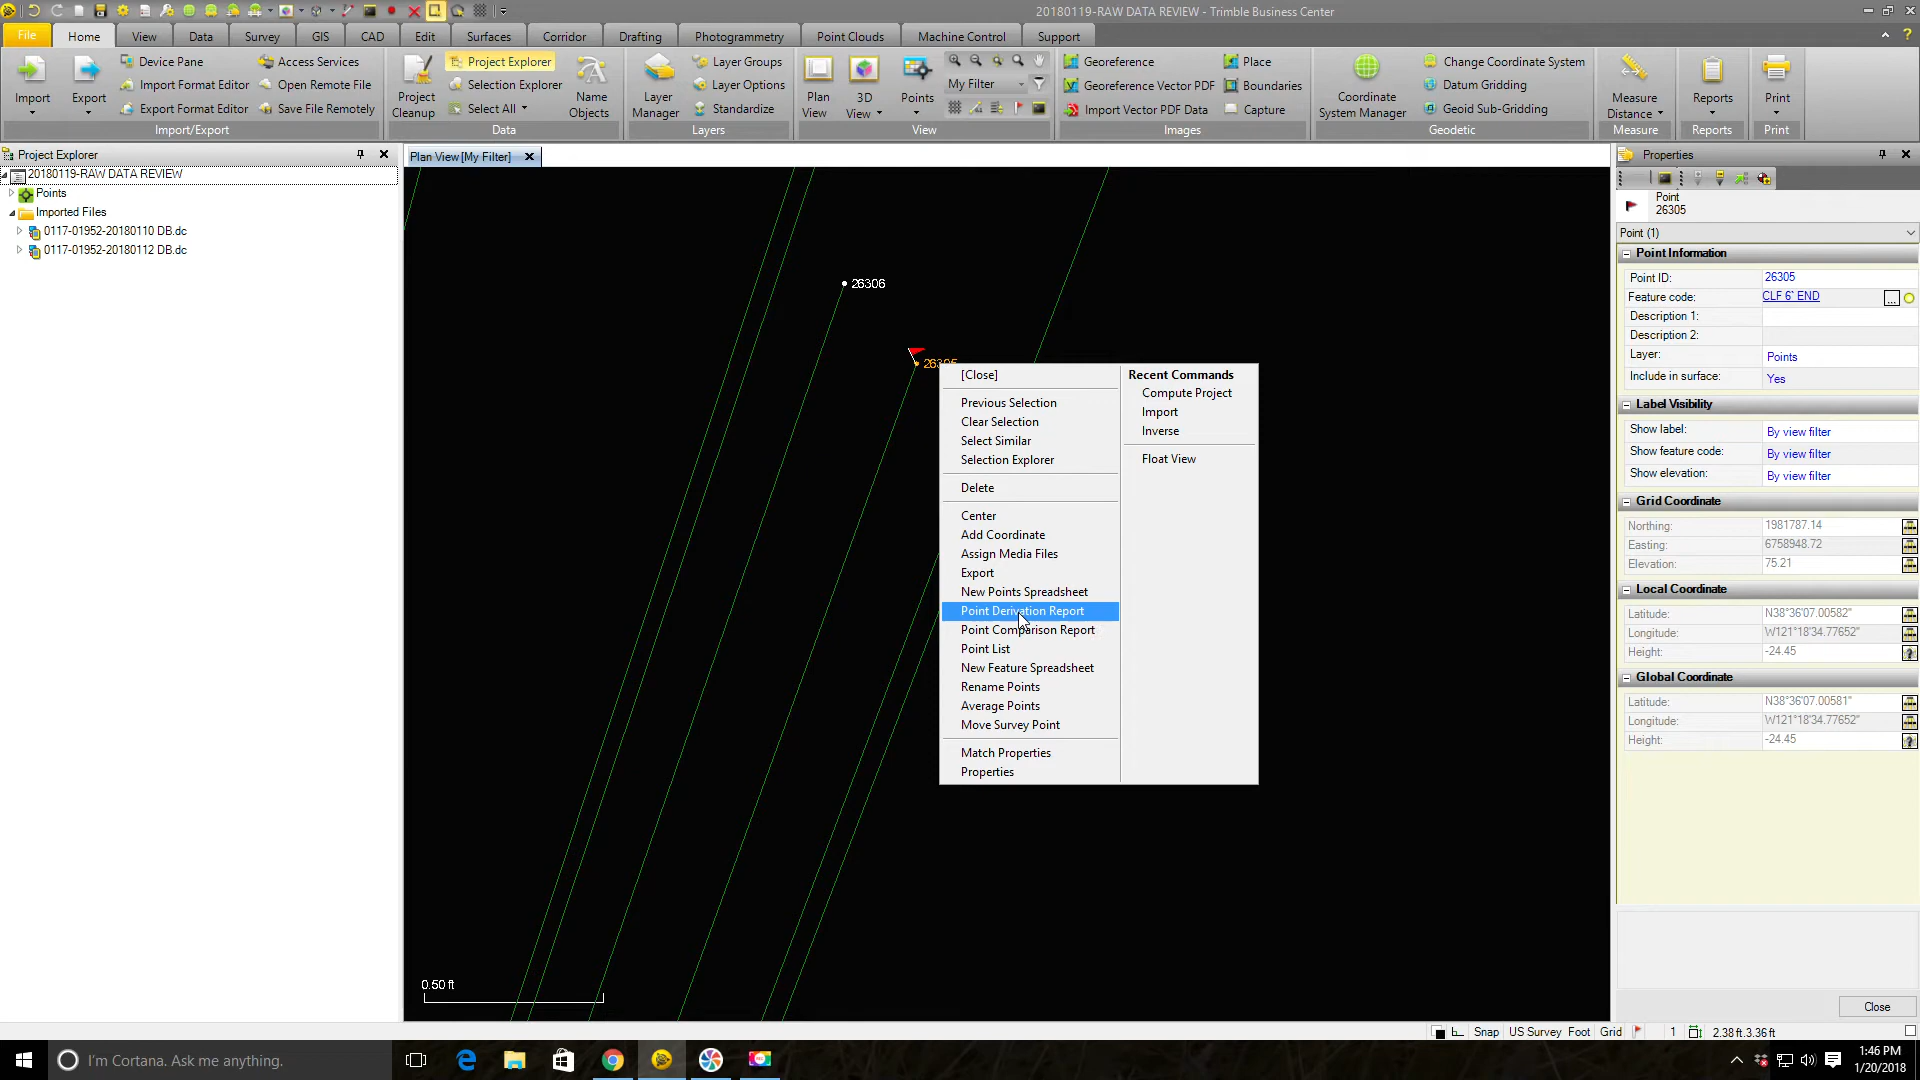 20180119-RAW DATA REVIEW - Trimble Business Center
File
Home
View
Data
Survey
GIS
CAD
Edit
Surfaces
Corridor
Drafting
Photogrammetry
Point Clouds
Machine Control
Support
Import
Export
Device Pane
Import Format Editor
Export Format Editor
Access Services
Open Remote File
Save File Remotely
Import/Export
Project Cleanup
Project Explorer
Selection Explorer
Select All
Name Objects
Data
Layer Manager
Layer Groups
Layer Options
Standardize
Layers
Plan View
3D View
Points
My Filter
View
Georeference
Georeference Vector PDF
Import Vector PDF Data
Place
Boundaries
Capture
Images
Coordinate System Manager
Change Coordinate System
Datum Gridding
Geoid Sub-Gridding
Geodetic
Measure Distance
Measure
Reports
Reports
Print
Print
Project Explorer
20180119-RAW DATA REVIEW
Points
Imported Files
0117-01952-20180110 DB.dc
0117-01952-20180112 DB.dc
Plan View [My Filter]
26306
26305
[Close]
Previous Selection
Clear Selection
Select Similar
Selection Explorer
Delete
Center
Add Coordinate
Assign Media Files
Export
New Points Spreadsheet
Point Derivation Report
Point Comparison Report
Point List
New Feature Spreadsheet
Rename Points
Average Points
Move Survey Point
Match Properties
Properties
Recent Commands
Compute Project
Import
Inverse
Float View
0.50 ft
Properties
Point
26305
Point (1)
Point Information
Point ID: 26305
Feature code: CLF 6' END ...
Description 1:
Description 2:
Layer: Points
Include in surface: Yes
Label Visibility
Show label: By view filter
Show feature code: By view filter
Show elevation: By view filter
Grid Coordinate
Northing: 1981787.14
Easting: 6758948.72
Elevation: 75.21
Local Coordinate
Latitude: N38°36'07.00582"
Longitude: W121°18'34.77652"
Height: -24.45
Global Coordinate
Latitude: N38°36'07.00581"
Longitude: W121°18'34.77652"
Height: -24.45
Close
Snap US Survey Foot Grid 1 2.38 ft,3.36 ft
I'm Cortana. Ask me anything.
1:46 PM
1/20/2018